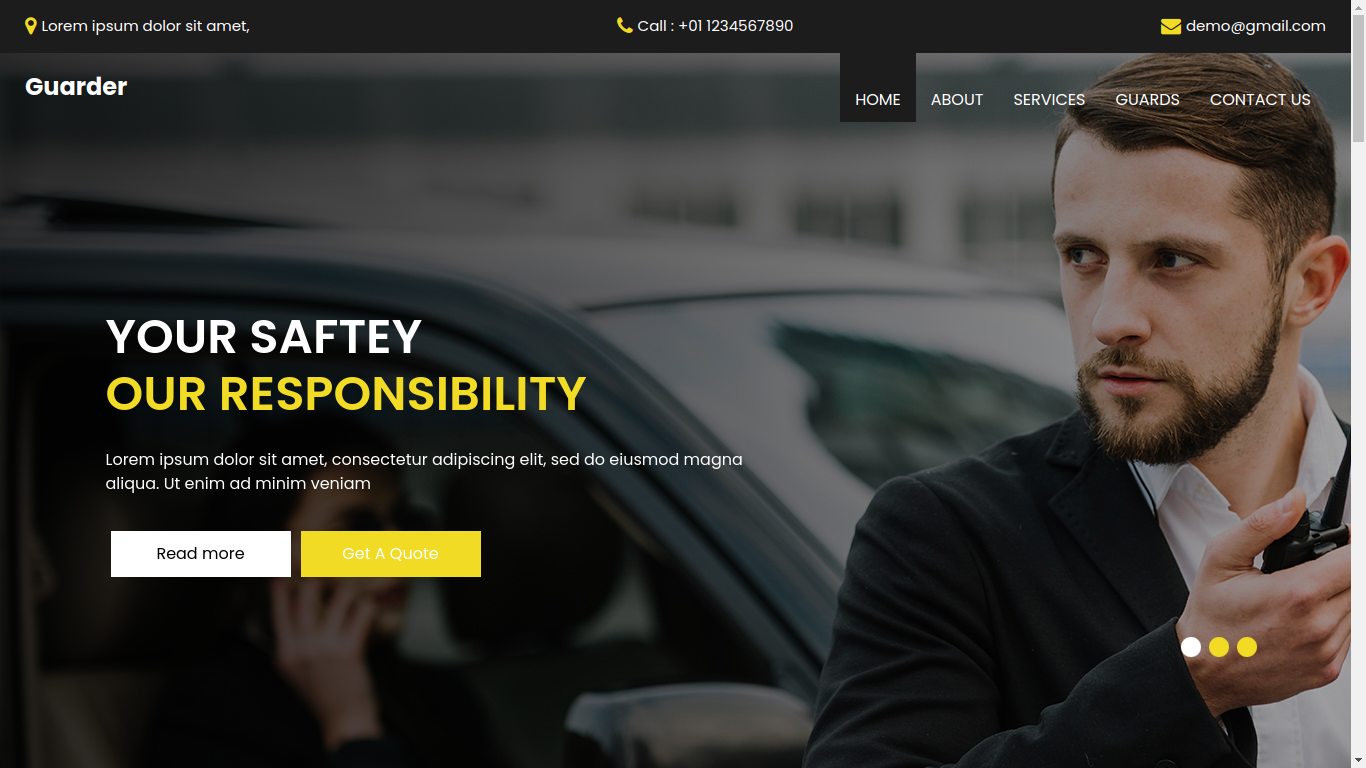 Lorem ipsum dolor sit amet,
Call : +01 1234567890
demo@gmail.com
Guarder
HOME
ABOUT
SERVICES
GUARDS
CONTACT US
YOUR SAFTEY
OUR RESPONSIBILITY
Lorem ipsum dolor sit amet, consectetur adipiscing elit, sed do eiusmod magna
aliqua. Ut enim ad minim veniam
Read more
Get A Quote